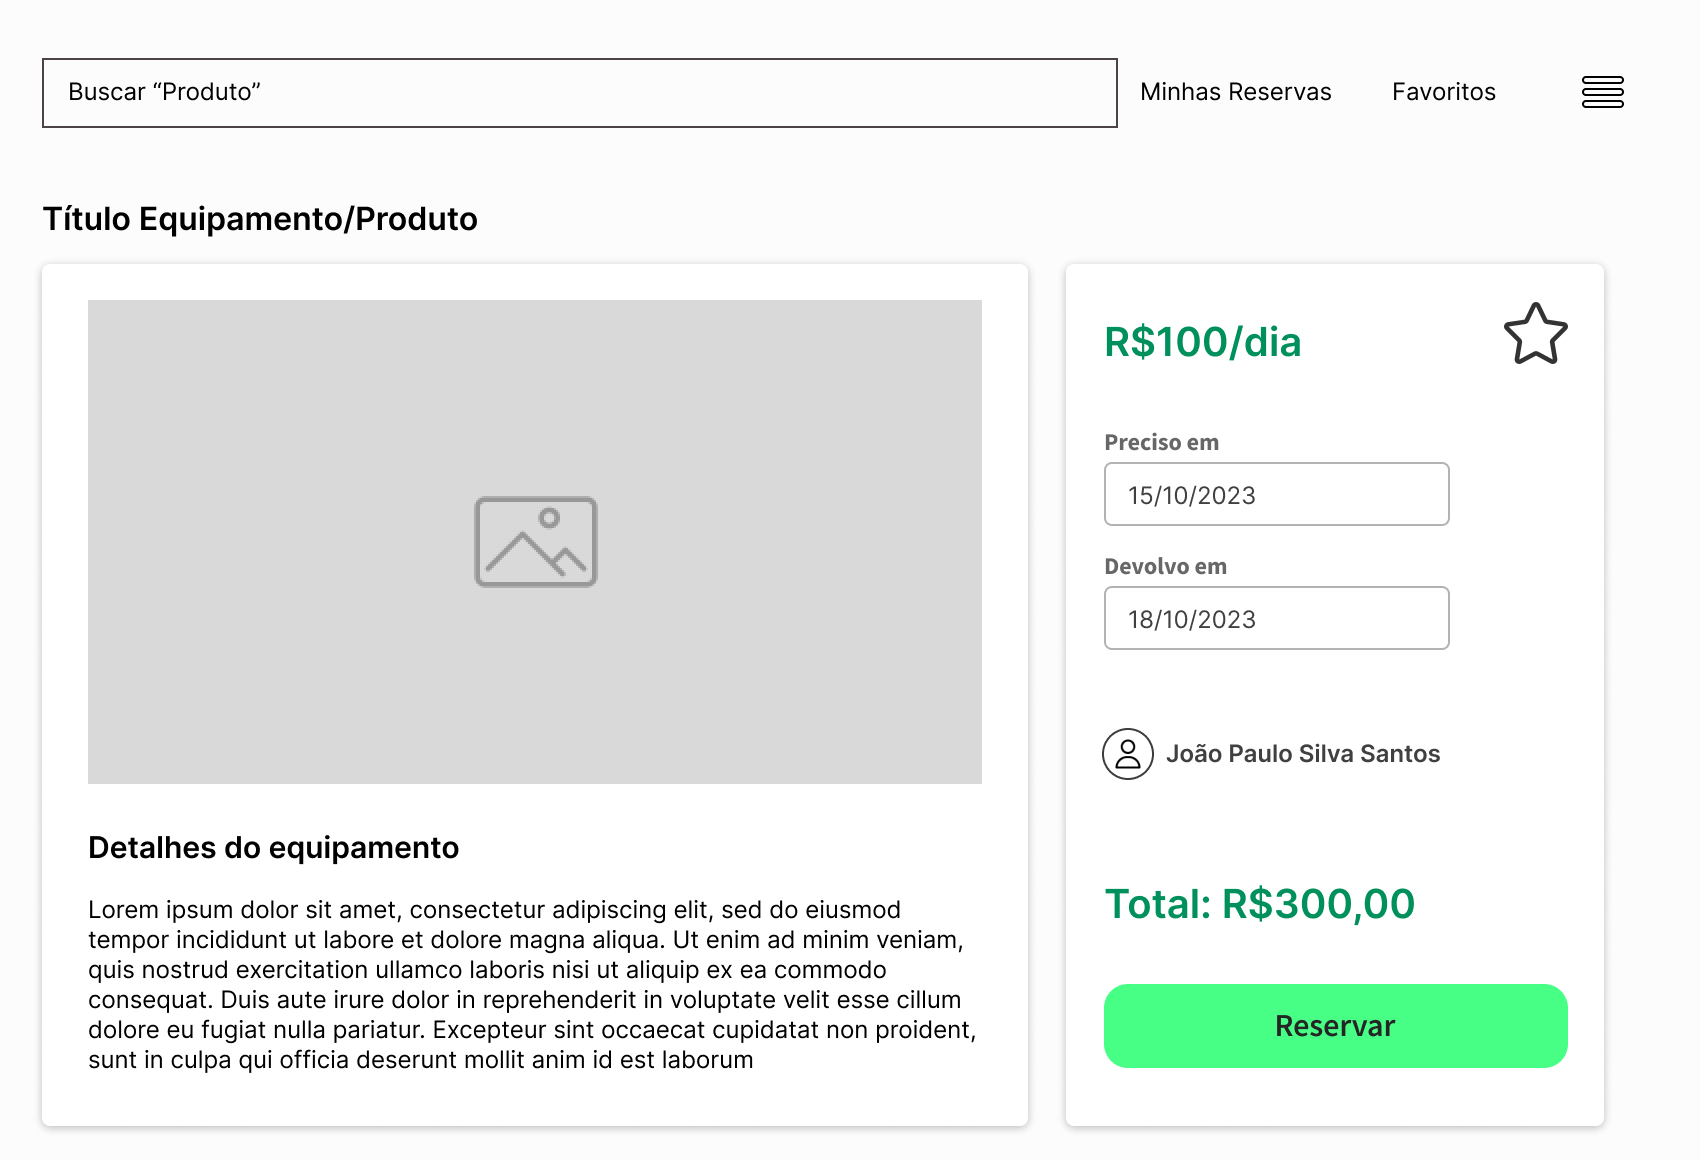 Buscar “Produto”
Minhas Reservas
Favoritos
Título Equipamento/Produto
Detalhes do equipamento
Lorem ipsum dolor sit amet, consectetur adipiscing elit, sed do eiusmod
tempor incididunt ut labore et dolore magna aliqua. Ut enim ad minim veniam,
quis nostrud exercitation ullamco laboris nisi ut aliquip ex ea commodo
consequat. Duis aute irure dolor in reprehenderit in voluptate velit esse cillum
dolore eu fugiat nulla pariatur. Excepteur sint occaecat cupidatat non proident,
sunt in culpa qui officia deserunt mollit anim id est laborum
R$100/dia
Preciso em
15/10/2023
Devolvo em
18/10/2023
João Paulo Silva Santos
Total: R$300,00
Reservar